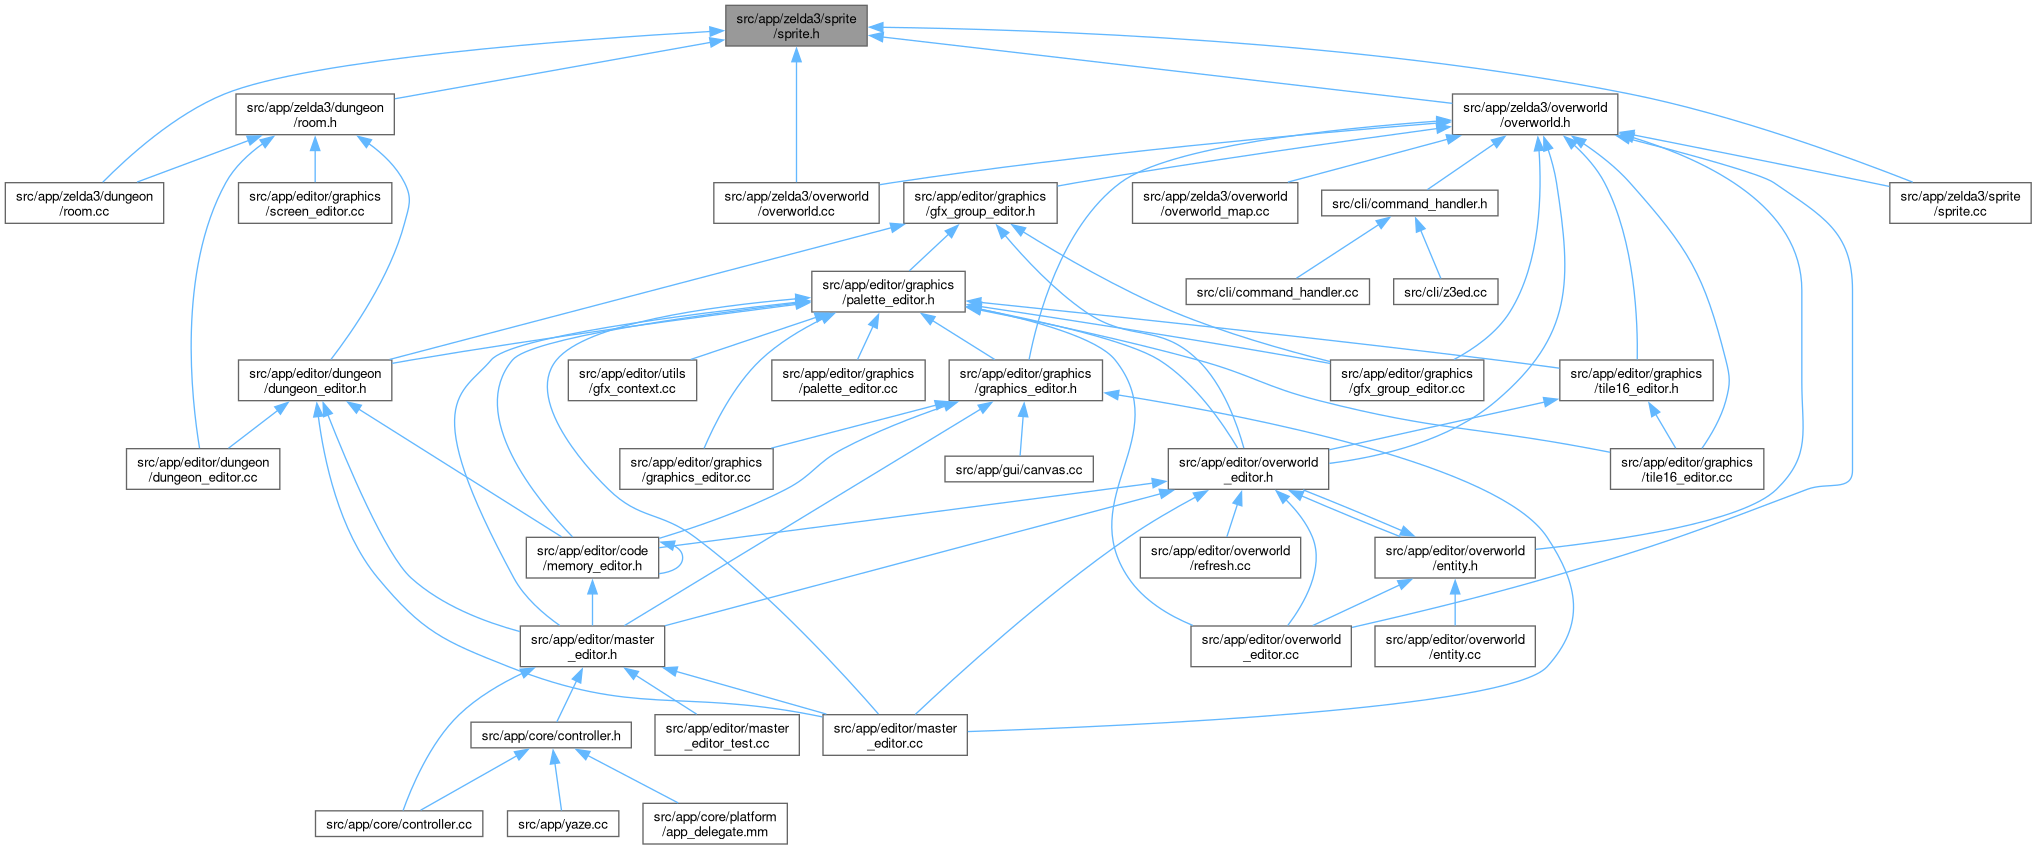 src/app/zelda3/sprite
/sprite.h
src/app/zelda3/dungeon
/room.h
src/app/zelda3/overworld
/overworld.h
src/app/zelda3/dungeon
/room.cc
src/app/editor/graphics
/screen_editor.cc
src/app/zelda3/overworld
/overworld.cc
src/app/editor/graphics
/gfx_group_editor.h
src/app/zelda3/overworld
/overworld_map.cc
src/cli/command_handler.h
src/app/zelda3/sprite
/sprite.cc
src/app/editor/graphics
/palette_editor.h
src/cli/command_handler.cc
src/cli/z3ed.cc
src/app/editor/dungeon
/dungeon_editor.h
src/app/editor/utils
/gfx_context.cc
src/app/editor/graphics
/palette_editor.cc
src/app/editor/graphics
/graphics_editor.h
src/app/editor/graphics
/gfx_group_editor.cc
src/app/editor/graphics
/tile16_editor.h
src/app/editor/dungeon
/dungeon_editor.cc
src/app/editor/graphics
/graphics_editor.cc
src/app/gui/canvas.cc
src/app/editor/overworld
_editor.h
src/app/editor/graphics
/tile16_editor.cc
src/app/editor/code
/memory_editor.h
src/app/editor/overworld
/refresh.cc
src/app/editor/overworld
/entity.h
src/app/editor/master
_editor.h
src/app/editor/overworld
_editor.cc
src/app/editor/overworld
/entity.cc
src/app/core/controller.h
src/app/editor/master
_editor_test.cc
src/app/editor/master
_editor.cc
src/app/core/controller.cc
src/app/yaze.cc
src/app/core/platform
/app_delegate.mm